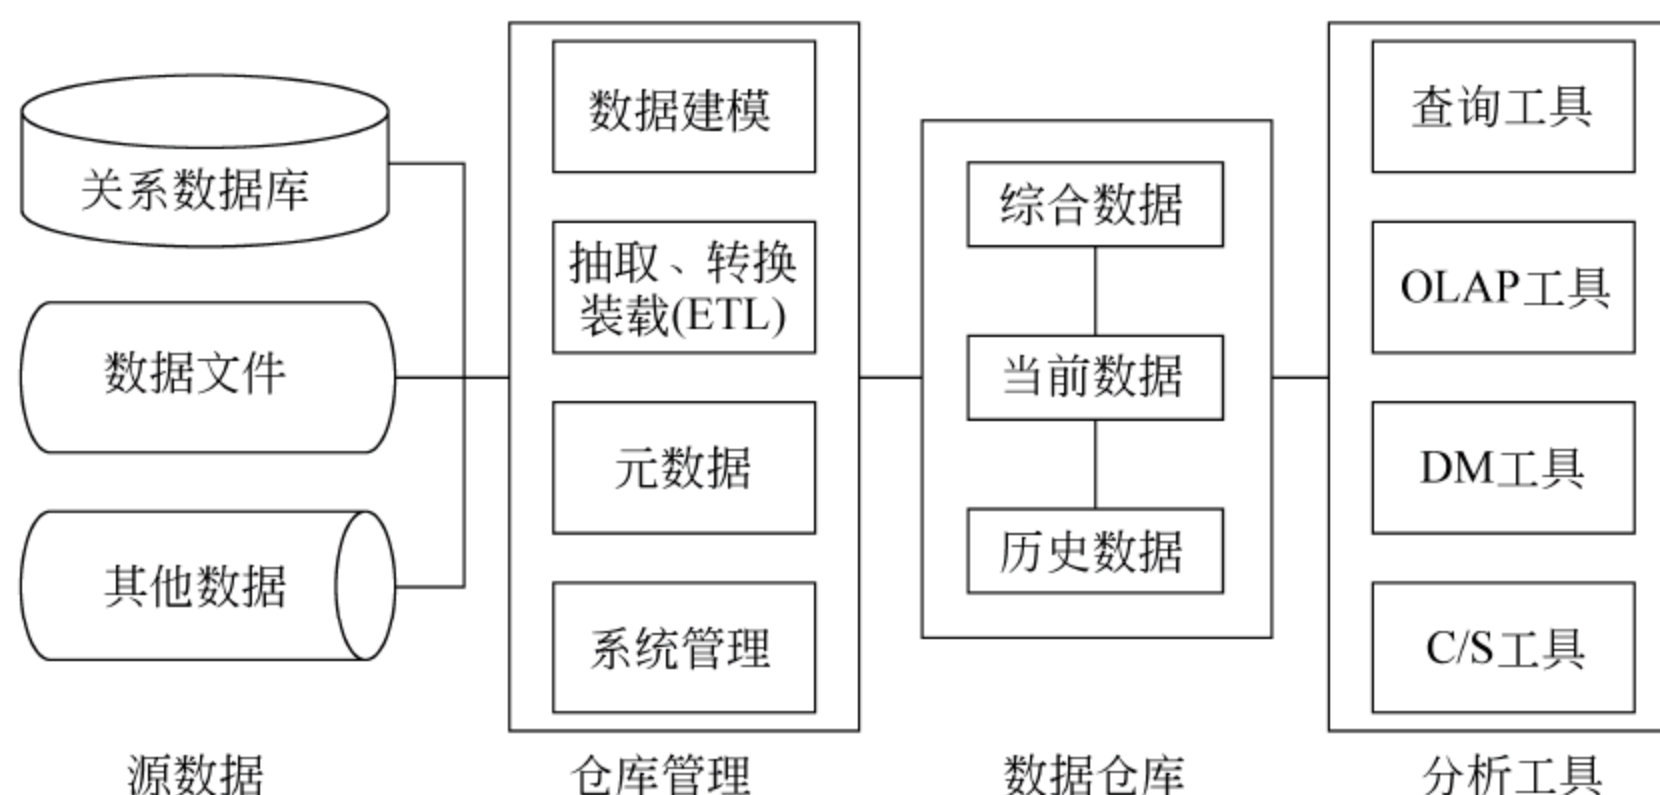 关系数据库
数据文件
其他数据
源数据
数据建模
抽取、转换
装载(ETL)
元数据
系统管理
仓库管理
综合数据
当前数据
历史数据
数据仓库
查询工具
OLAP工具
DM工具
C/S工具
分析工具